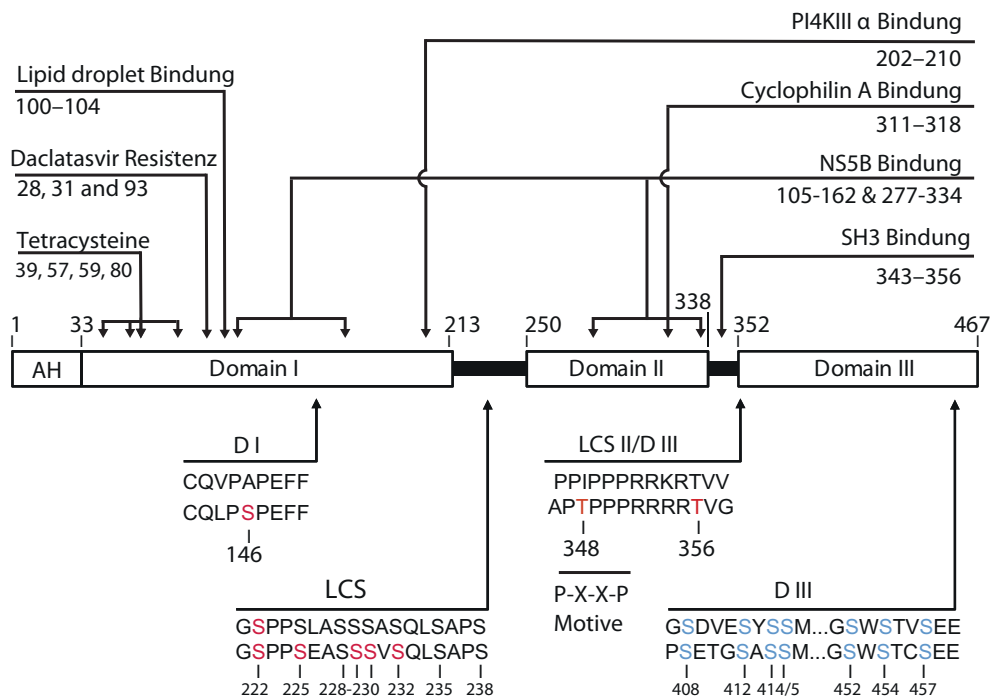 PI4KIII α Bindung
202–210
Lipid droplet Bindung
100–104
Cyclophilin A Bindung
311–318
Daclatasvir Resistenz
28, 31 and 93
NS5B Bindung
105-162 & 277-334
Tetracysteine
39, 57, 59, 80
SH3 Bindung
343–356
1 33 213 250 338 352 467
AH Domain I Domain II Domain III
D I
CQVPAPEFF
CQLPSPEFF
146
LCS II/D III
PPIPPPRRKRTVV
APTPPPRRRRTVG
348 356
P-X-X-P
Motive
LCS
GSPPSLASSSASQLSAPS
GSPPSEASSSSVSQLSAPS
222 225 228-230 232 235 238
D III
GSDVESYSSM...GSWSTVSEE
PSETGSASSM...GSWSTCSEE
408 412 414/5 452 454 457